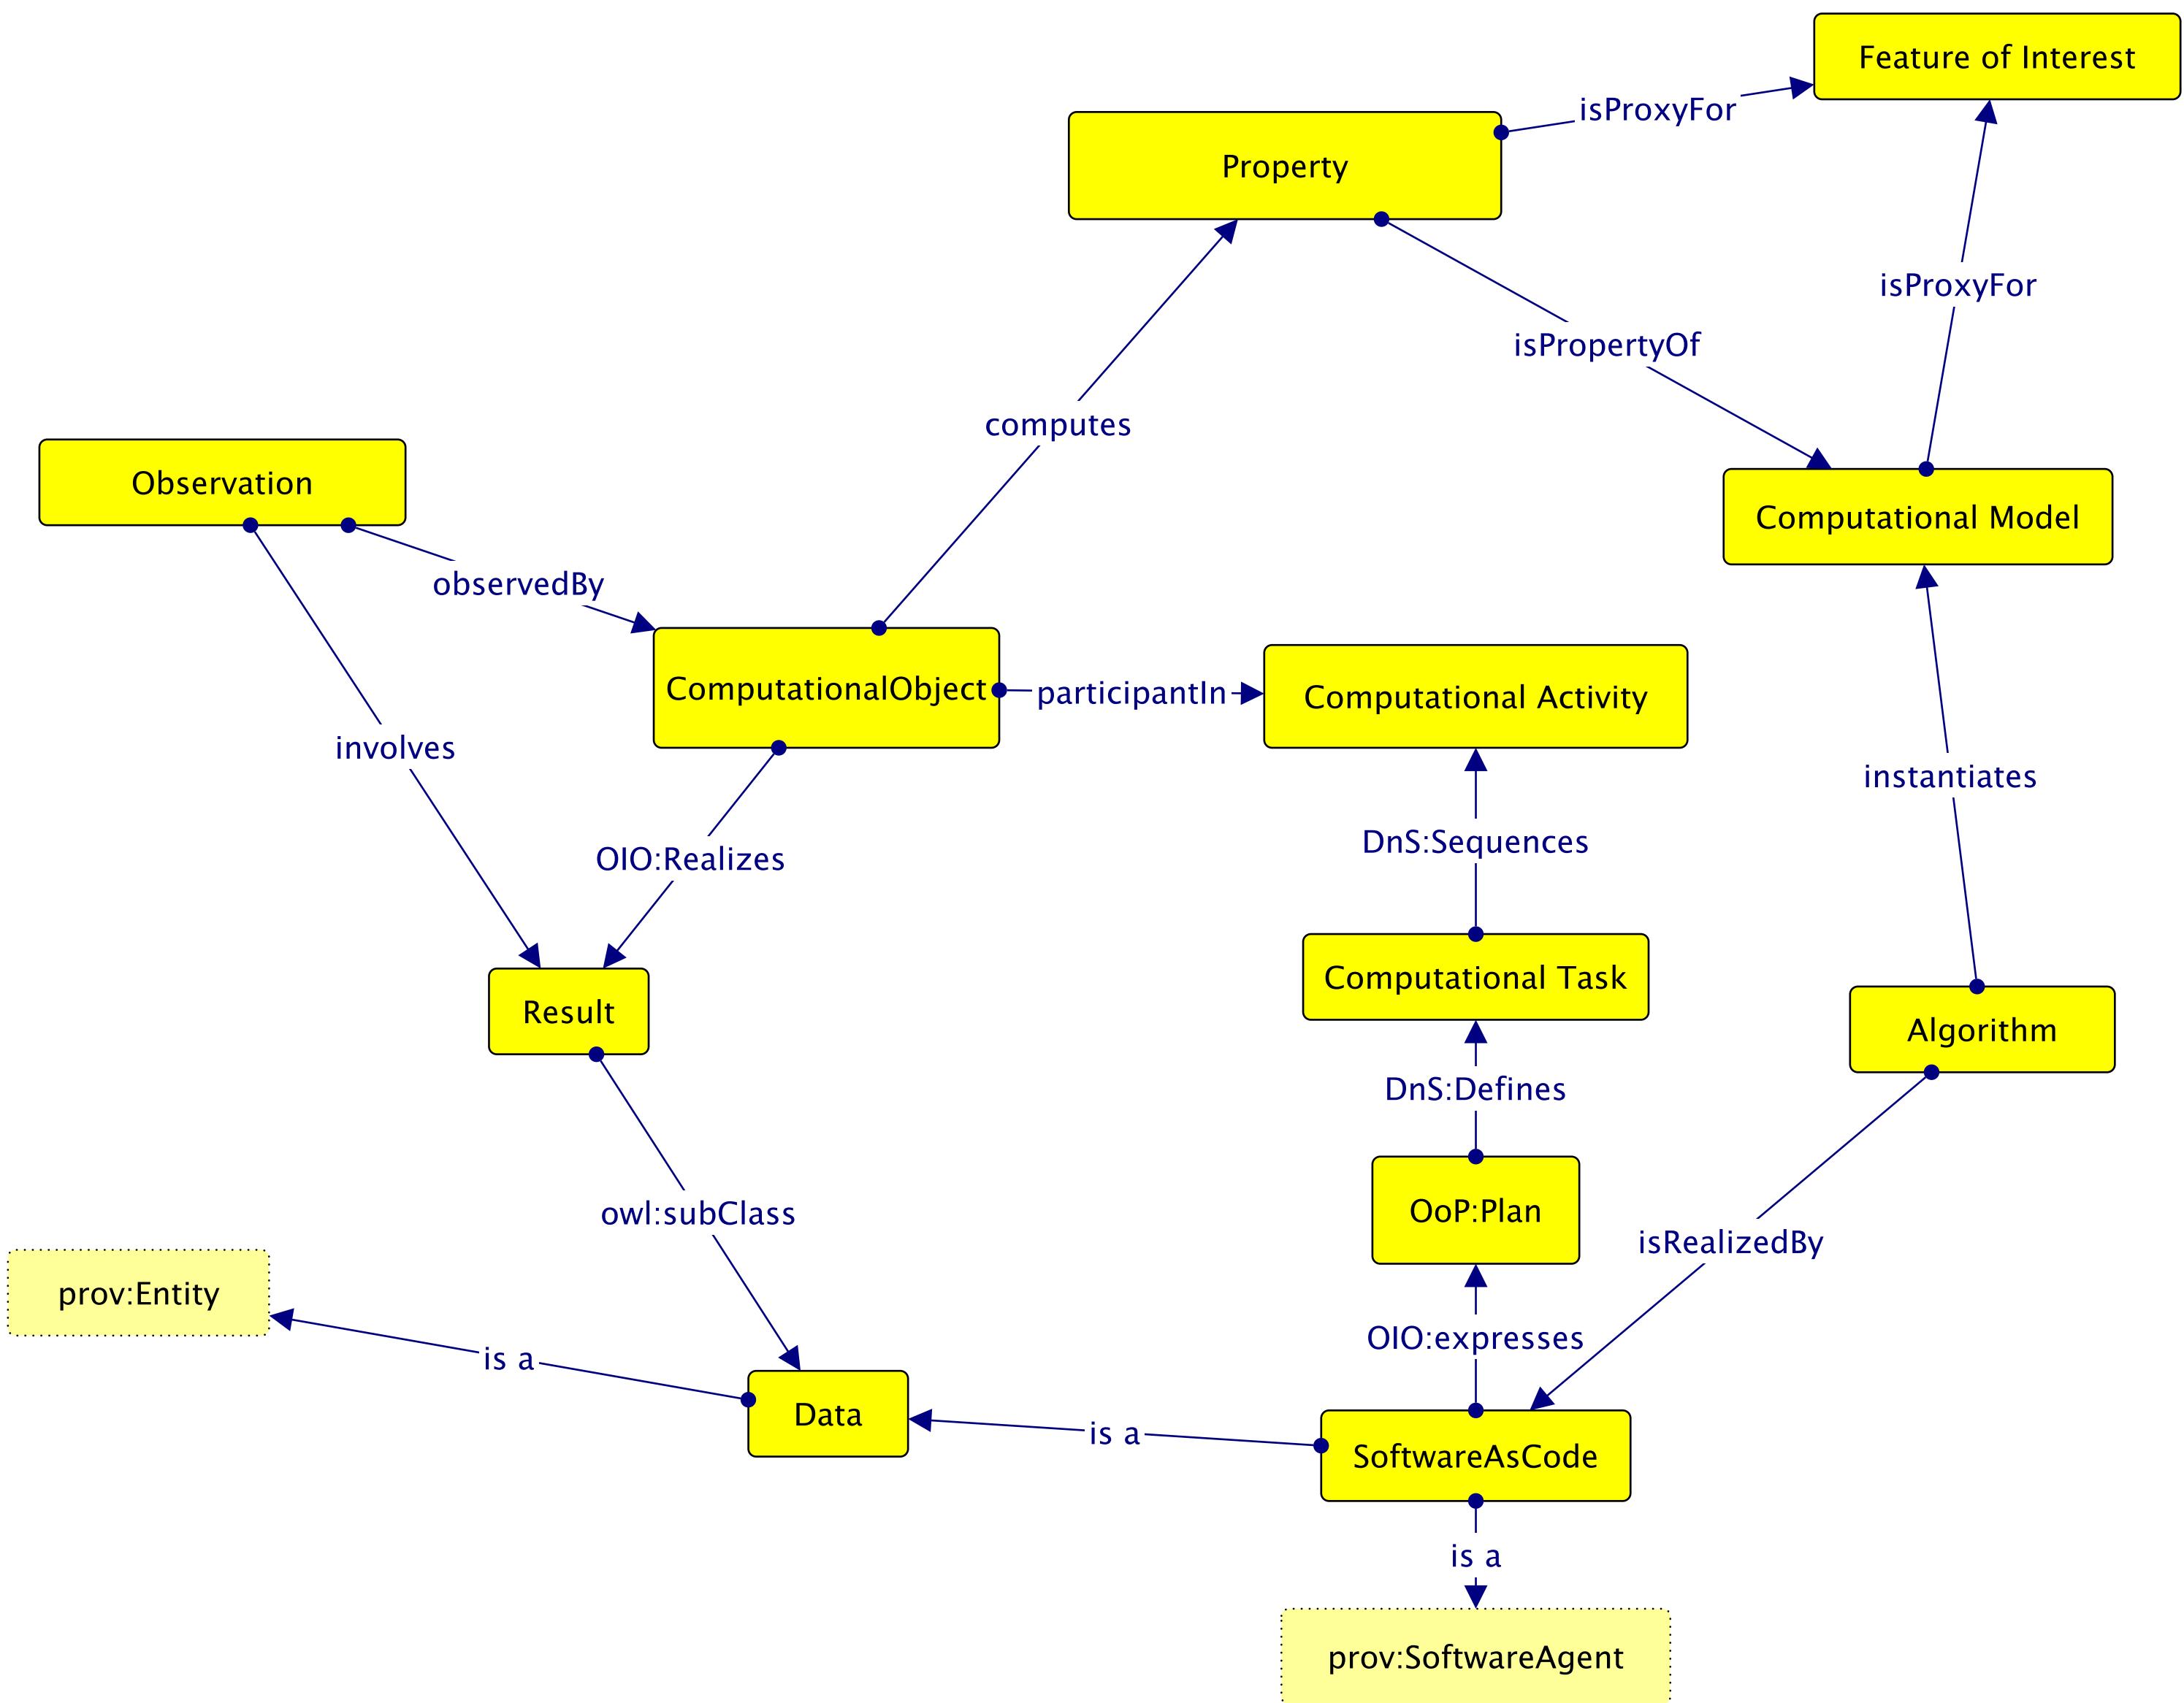 Feature of Interest
isProxyFor
Property
isProxyFor
isPropertyOf
computes
Observation
Computational Model
observedBy
ComputationalObject
participantIn
Computational Activity
involves
instantiates
DnS:Sequences
OIO:Realizes
Computational Task
Result
Algorithm
DnS:Defines
OoP:Plan
owl:subClass
isRealizedBy
prov:Entity
OIO:expresses
is a
Data
is a
SoftwareAsCode
is a
prov:SoftwareAgent